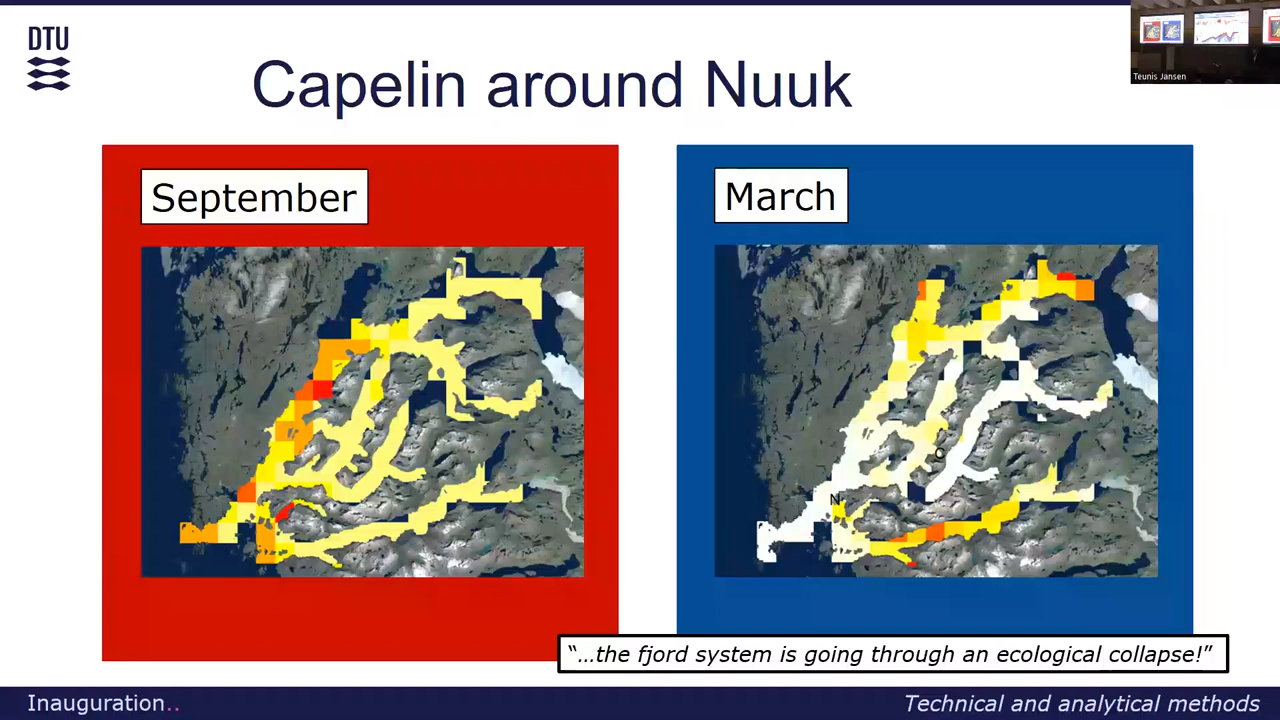 DTU
Capelin around Nuuk
Teunis Jansen
September
March
C
N
“...the fjord system is going through an ecological collapse!”
Inauguration..
Technical and analytical methods